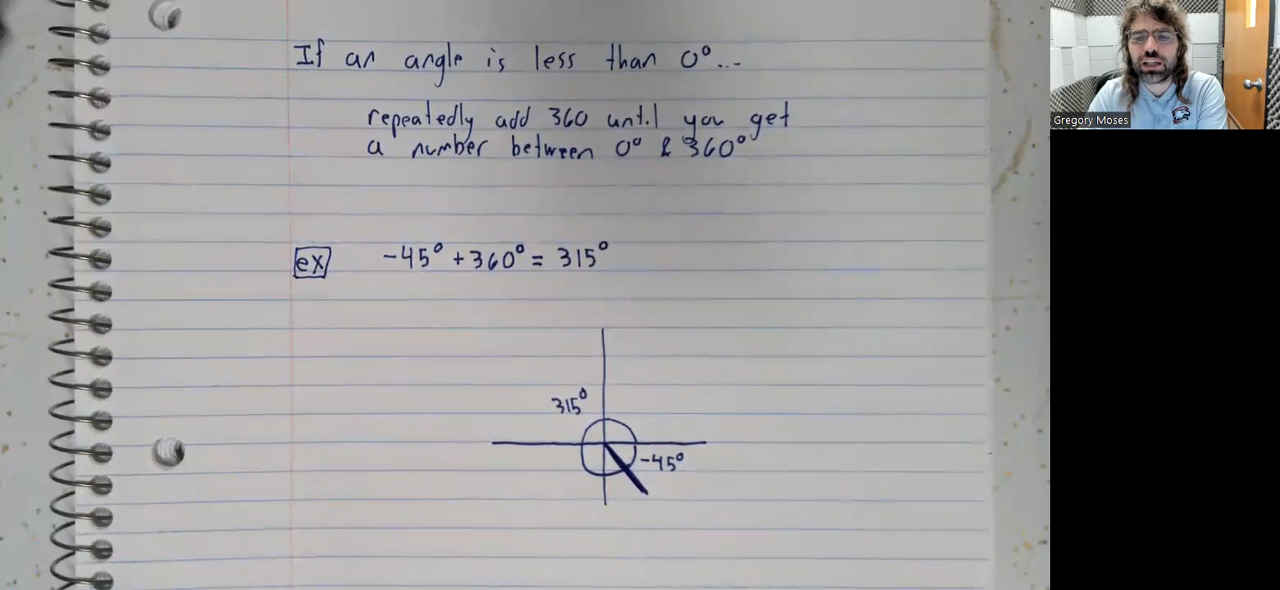 If an angle is less than 0°...
repeatedly add 360 until you get
a number between 0° & 360°
ex -45° + 360° = 315°
315°
-45°
Gregory Moses